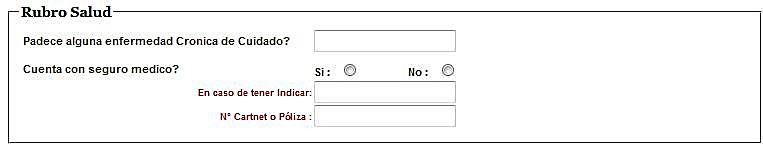 Rubro Salud
Padece alguna enfermedad Cronica de Cuidado?
Cuenta con seguro medico?
Si : No :
En caso de tener Indicar:
N° Cartnet o Póliza :